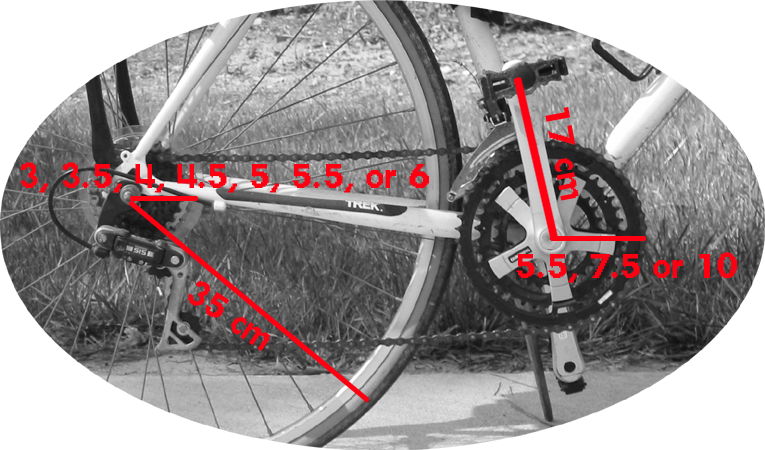 17 cm
3, 3.5, 4, 4.5, 5, 5.5, or 6
TREK.
5.5, 7.5 or 10
SIS
35 cm